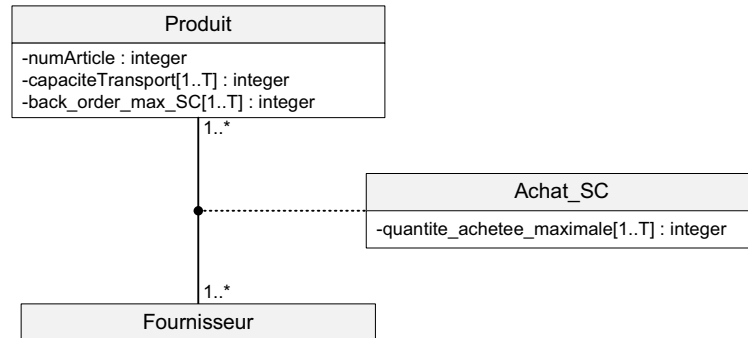 Produit
-numArticle : integer
-capaciteTransport[1..T] : integer
-back_order_max_SC[1..T] : integer
1..*
Achat_SC
-quantite_achetee_maximale[1..T] : integer
1..*
Fournisseur